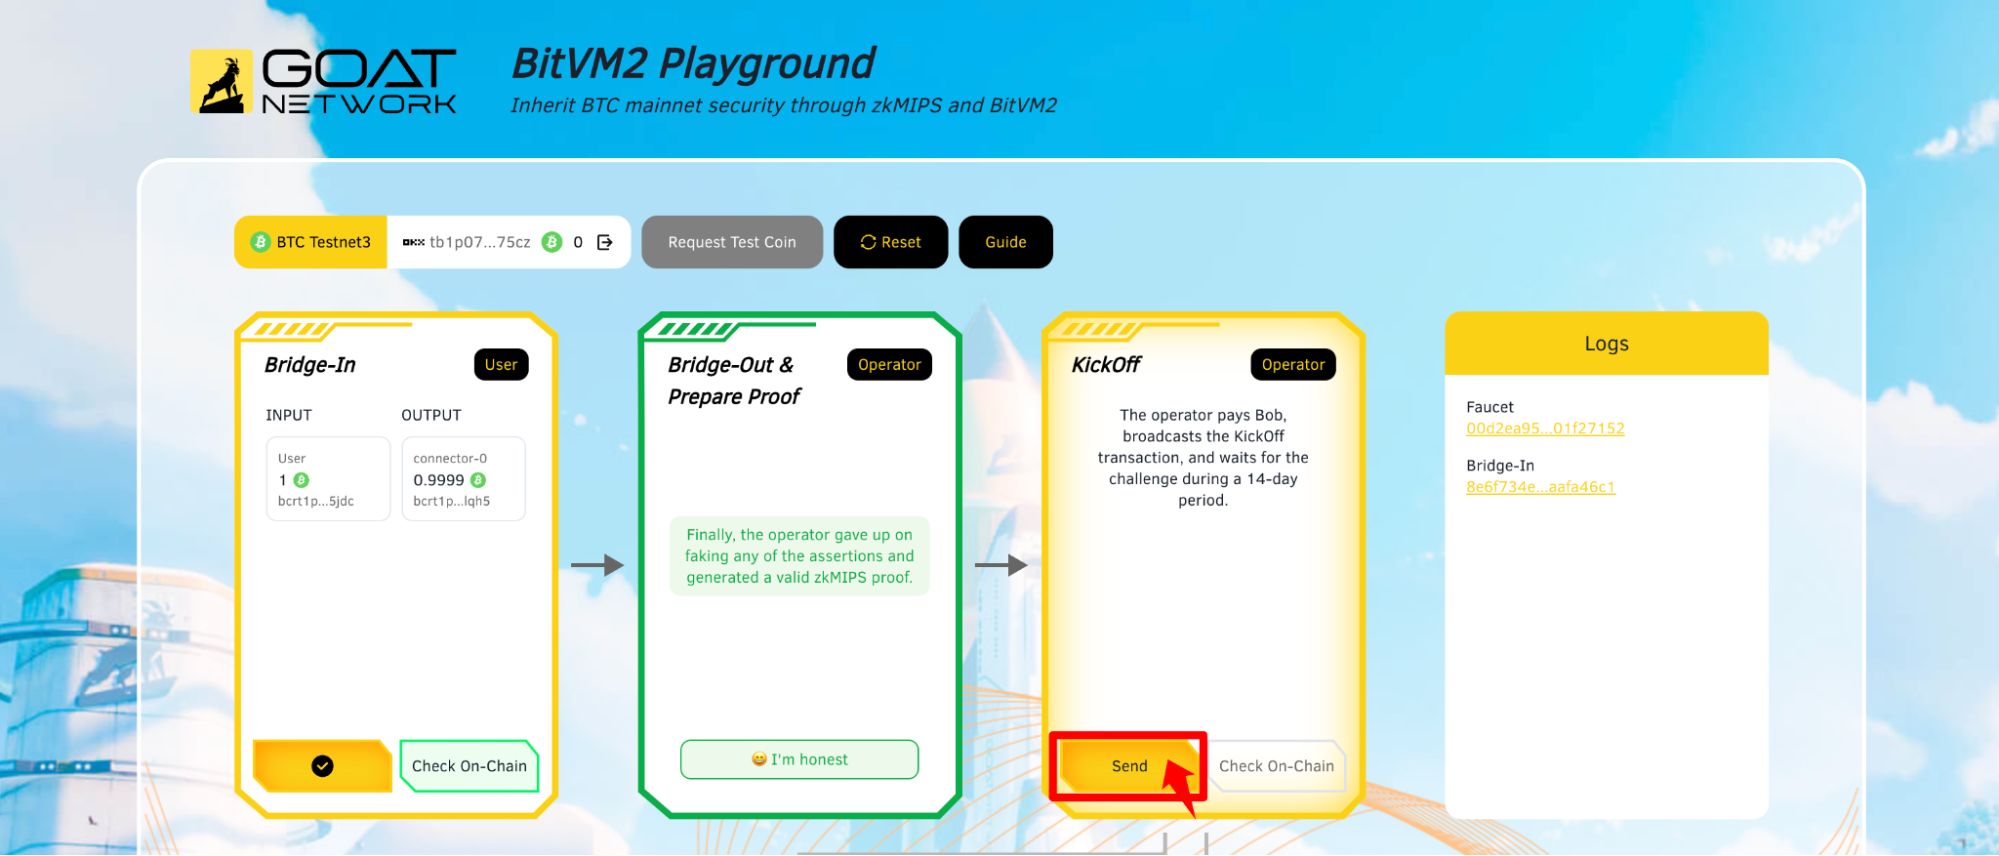 GOAT
NETWORK
BitVM2 Playground
Inherit BTC mainnet security through zkMIPS and BitVM2
BTC Testnet3
OKX tb1p07...75cz 0
Request Test Coin
Reset
Guide
Bridge-In
User
INPUT
OUTPUT
User
1
bcrt1p...5jdc
connector-0
0.9999
bcrt1p...lqh5
Check On-Chain
Bridge-Out &
Prepare Proof
Operator
Finally, the operator gave up on
faking any of the assertions and
generated a valid zkMIPS proof.
I'm honest
KickOff
Operator
The operator pays Bob,
broadcasts the KickOff
transaction, and waits for the
challenge during a 14-day
period.
Send
Check On-Chain
Logs
Faucet
00d2ea95...01f27152
Bridge-In
8e6f734e...aafa46c1